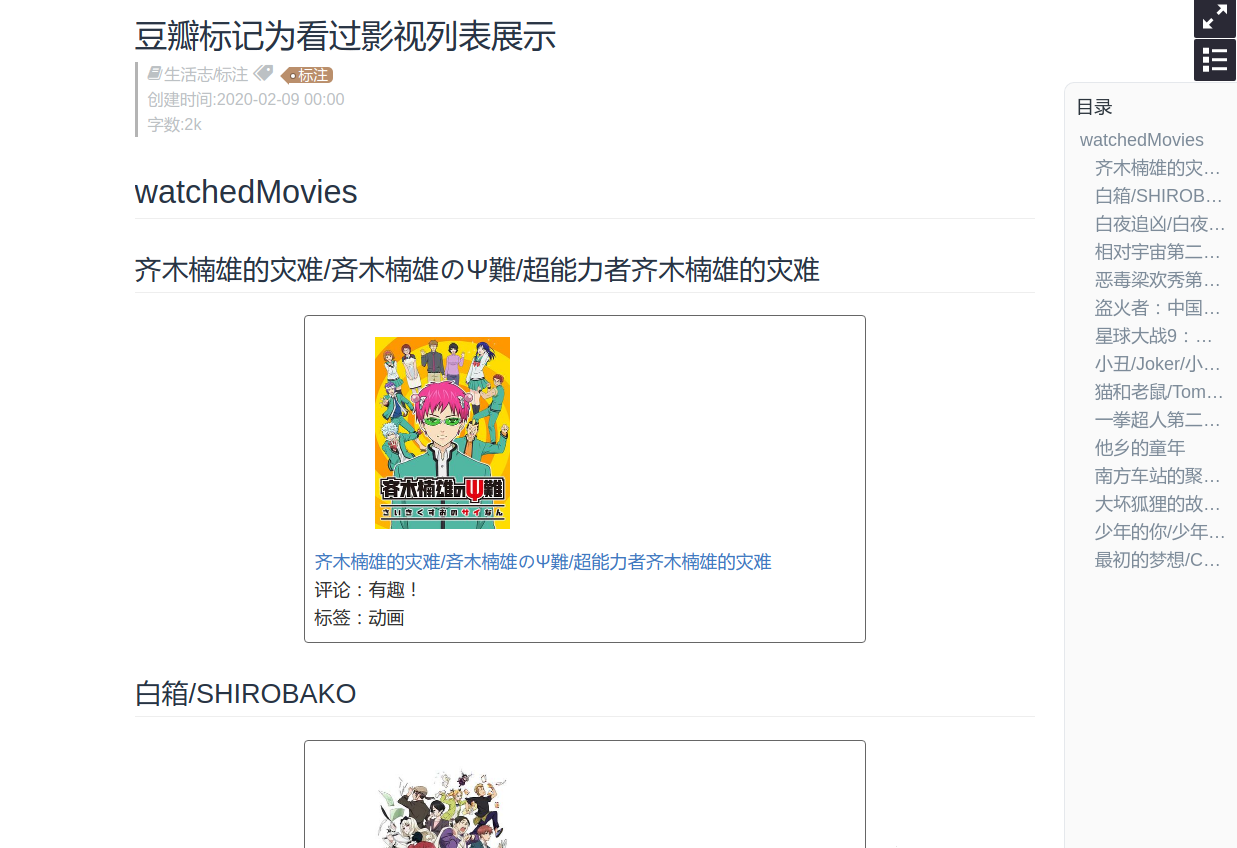 豆瓣标记为看过影视列表展示
生活志/标注 标注
创建时间:2020-02-09 00:00
字数:2k
watchedMovies
齐木楠雄的灾难/斉木楠雄のΨ難/超能力者齐木楠雄的灾难
斉木楠雄のΨ難
さいきくすおのサイなん
齐木楠雄的灾难/斉木楠雄のΨ難/超能力者齐木楠雄的灾难
评论：有趣！
标签：动画
白箱/SHIROBAKO
目录
watchedMovies
齐木楠雄的灾…
白箱/SHIROB…
白夜追凶/白夜…
相对宇宙第二…
恶毒梁欢秀第…
盗火者：中国…
星球大战9：…
小丑/Joker/小…
猫和老鼠/Tom…
一拳超人第二…
他乡的童年
南方车站的聚…
大坏狐狸的故…
少年的你/少年…
最初的梦想/C…